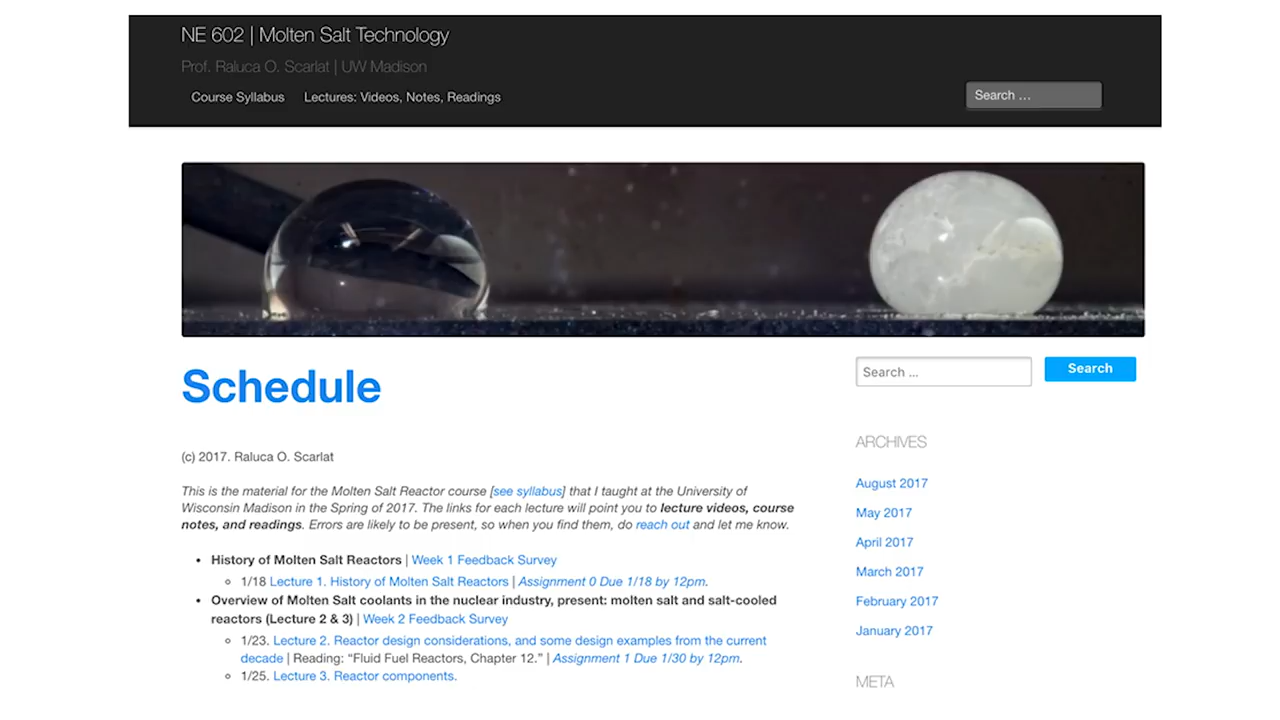 NE 602 | Molten Salt Technology
Prof. Raluca O. Scarlat | UW Madison
Course Syllabus Lectures: Videos, Notes, Readings
Search …
Schedule
(c) 2017. Raluca O. Scarlat
This is the material for the Molten Salt Reactor course [see syllabus] that I taught at the University of
Wisconsin Madison in the Spring of 2017. The links for each lecture will point you to lecture videos, course
notes, and readings. Errors are likely to be present, so when you find them, do reach out and let me know.
• History of Molten Salt Reactors | Week 1 Feedback Survey
◦ 1/18 Lecture 1. History of Molten Salt Reactors | Assignment 0 Due 1/18 by 12pm.
• Overview of Molten Salt coolants in the nuclear industry, present: molten salt and salt-cooled
reactors (Lecture 2 & 3) | Week 2 Feedback Survey
◦ 1/23. Lecture 2. Reactor design considerations, and some design examples from the current
decade | Reading: “Fluid Fuel Reactors, Chapter 12.” | Assignment 1 Due 1/30 by 12pm.
◦ 1/25. Lecture 3. Reactor components.
Search ...
Search
ARCHIVES
August 2017
May 2017
April 2017
March 2017
February 2017
January 2017
META